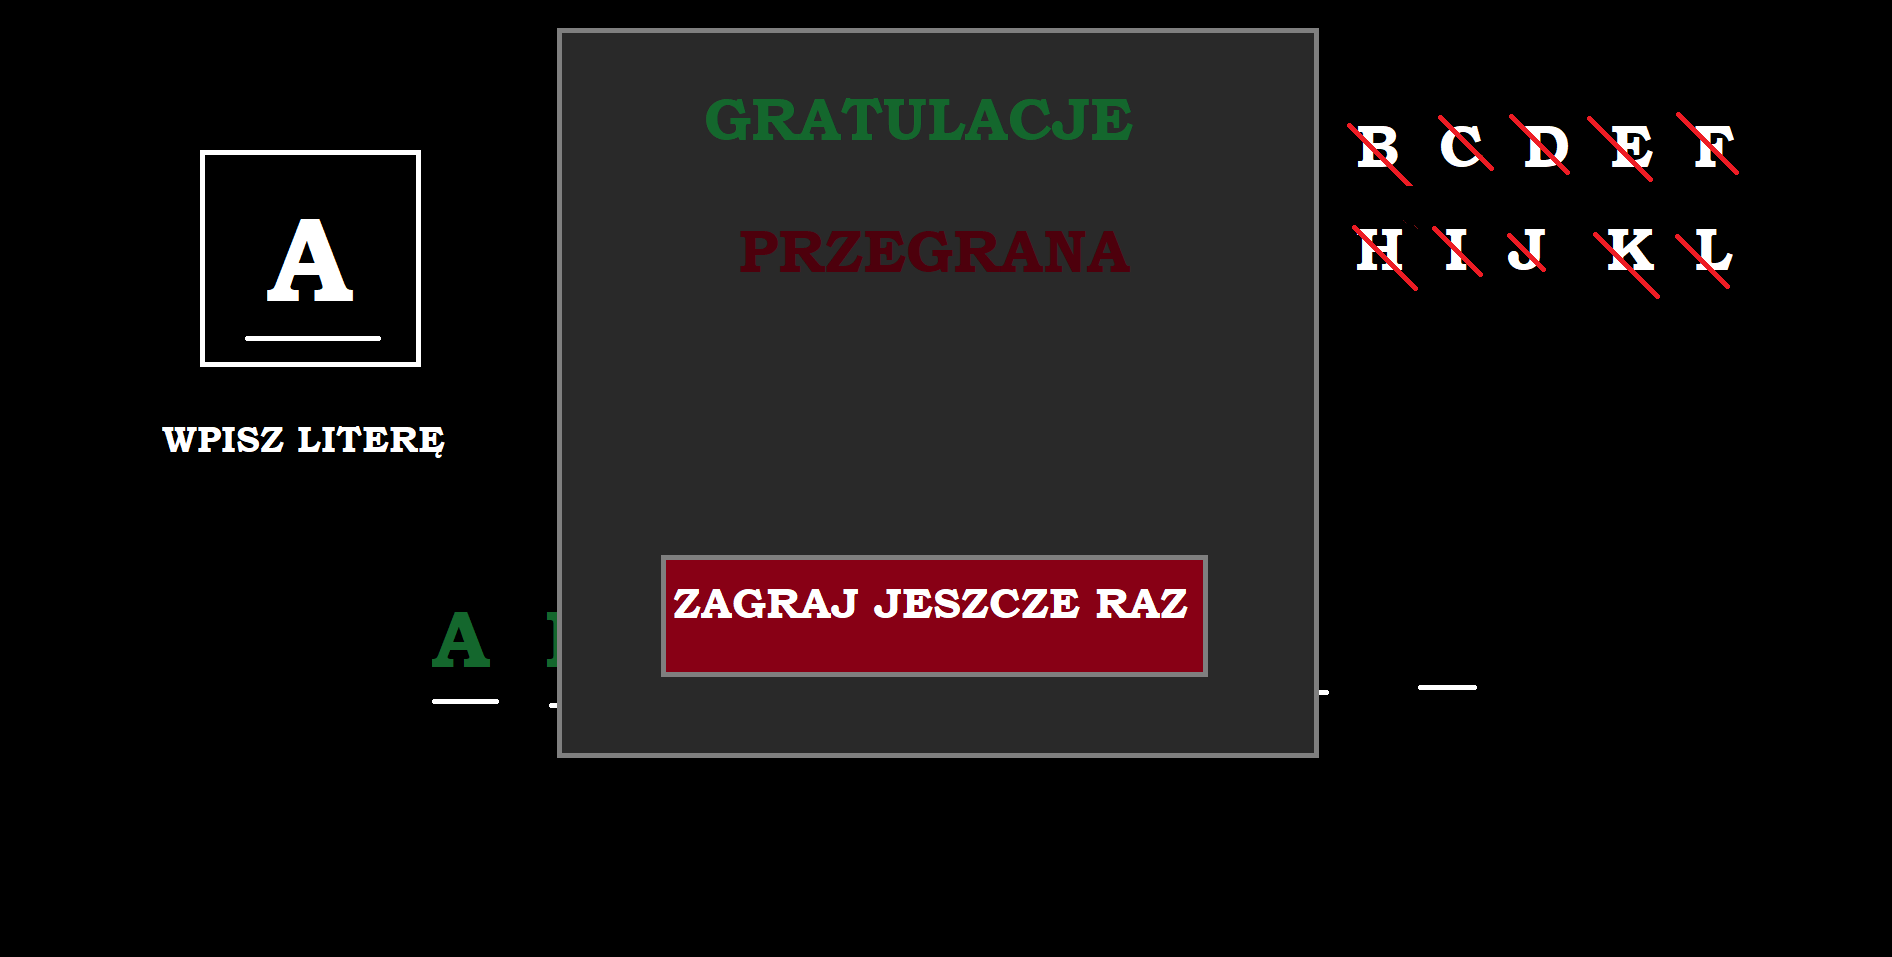 GRATULACJE
B C D E F
A
PRZEGRANA
H I J K L
WPISZ LITERĘ
ZAGRAJ JESZCZE RAZ
A